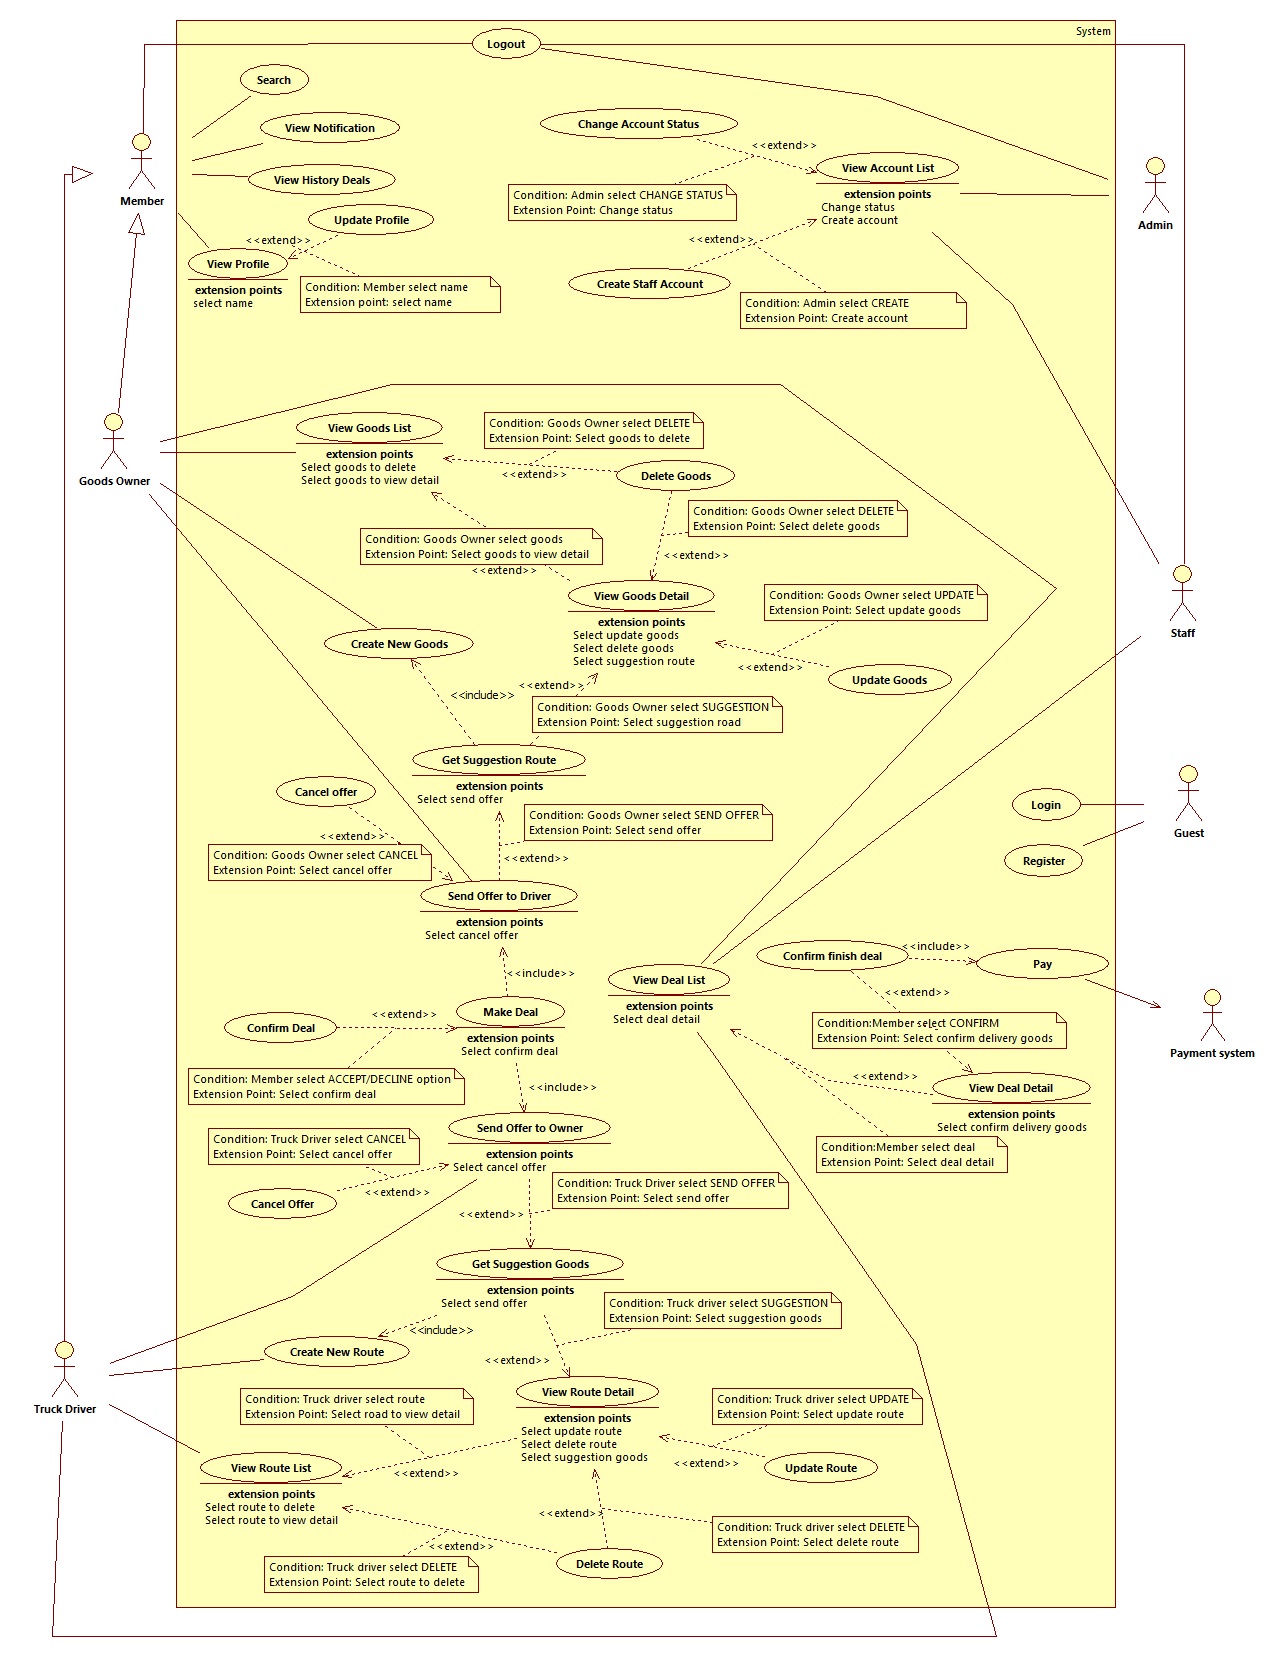 System
Logout
Search
View Notification
Change Account Status
<<extend>>
View Account List
extension points
Change status
Create account
View History Deals
Member
Admin
Condition: Admin select CHANGE STATUS
Extension Point: Change status
Update Profile
<<extend>>
<<extend>>
View Profile
extension points
select name
Condition: Member select name
Extension point: select name
Create Staff Account
Condition: Admin select CREATE
Extension Point: Create account
View Goods List
extension points
Select goods to delete
Select goods to view detail
Condition: Goods Owner select DELETE
Extension Point: Select goods to delete
<<extend>>
Delete Goods
Goods Owner
Condition: Goods Owner select DELETE
Extension Point: Select delete goods
Condition: Goods Owner select goods
Extension Point: Select goods to view detail
<<extend>>
<<extend>>
View Goods Detail
extension points
Select update goods
Select delete goods
Select suggestion route
Condition: Goods Owner select UPDATE
Extension Point: Select update goods
Staff
Create New Goods
<<extend>>
Update Goods
<<include>>
<<extend>>
Condition: Goods Owner select SUGGESTION
Extension Point: Select suggestion road
Get Suggestion Route
extension points
Select send offer
Cancel offer
Login
Guest
Condition: Goods Owner select SEND OFFER
Extension Point: Select send offer
<<extend>>
Condition: Goods Owner select CANCEL
Extension Point: Select cancel offer
<<extend>>
Register
Send Offer to Driver
extension points
Select cancel offer
<<include>>
View Deal List
extension points
Select deal detail
Confirm finish deal
<<include>>
Pay
<<extend>>
Make Deal
extension points
Select confirm deal
<<extend>>
Confirm Deal
Condition:Member select CONFIRM
Extension Point: Select confirm delivery goods
Payment system
Condition: Member select ACCEPT/DECLINE option
Extension Point: Select confirm deal
<<include>>
<<extend>>
View Deal Detail
extension points
Select confirm delivery goods
Send Offer to Owner
extension points
Select cancel offer
Condition: Truck Driver select CANCEL
Extension Point: Select cancel offer
Condition:Member select deal
Extension Point: Select deal detail
<<extend>>
Cancel Offer
Condition: Truck Driver select SEND OFFER
Extension Point: Select send offer
<<extend>>
Get Suggestion Goods
extension points
Select send offer
Condition: Truck driver select SUGGESTION
Extension Point: Select suggestion goods
<<include>>
Create New Route
<<extend>>
Truck Driver
View Route Detail
extension points
Select update route
Select delete route
Select suggestion goods
Condition: Truck driver select route
Extension Point: Select road to view detail
Condition: Truck driver select UPDATE
Extension Point: Select update route
<<extend>>
<<extend>>
Update Route
View Route List
extension points
Select route to delete
Select route to view detail
<<extend>>
Condition: Truck driver select DELETE
Extension Point: Select delete route
<<extend>>
Delete Route
Condition: Truck driver select DELETE
Extension Point: Select route to delete